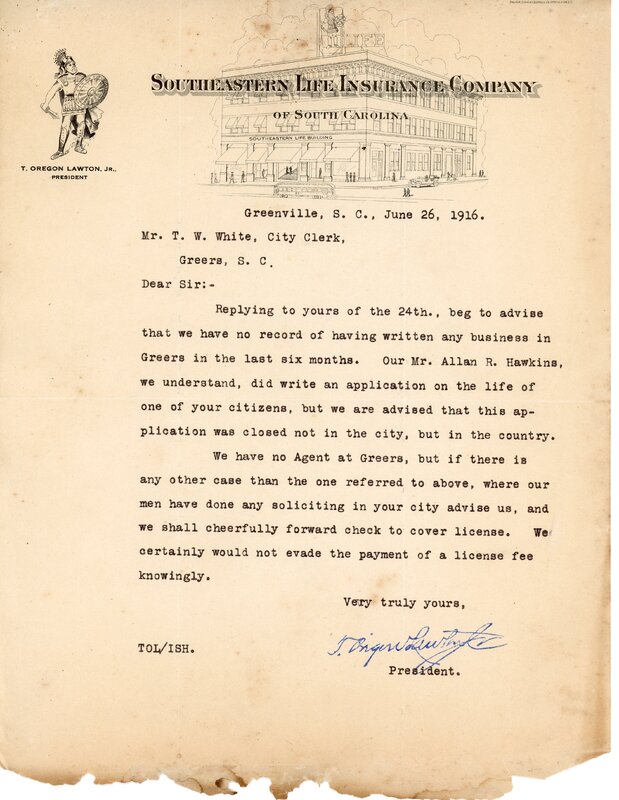 LIFE
SOUTHEASTERN LIFE INSURANCE COMPANY
OF SOUTH CAROLINA
SOUTHEASTERN LIFE BUILDING
T. OREGON LAWTON, JR.,
PRESIDENT
Greenville, S. C., June 26, 1916.
Mr. T. W. White, City Clerk,
Greers, S. C.
Dear Sir:-
Replying to yours of the 24th., beg to advise
that we have no record of having written any business in
Greers in the last six months. Our Mr. Allan R. Hawkins,
we understand, did write an application on the life of
one of your citizens, but we are advised that this ap-
plication was closed not in the city, but in the country.
We have no Agent at Greers, but if there is
any other case than the one referred to above, where our
men have done any soliciting in your city advise us, and
we shall cheerfully forward check to cover license. We
certainly would not evade the payment of a license fee
knowingly.
Very truly yours,
T. Oregon Lawton Jr
TOL/ISH.
President.